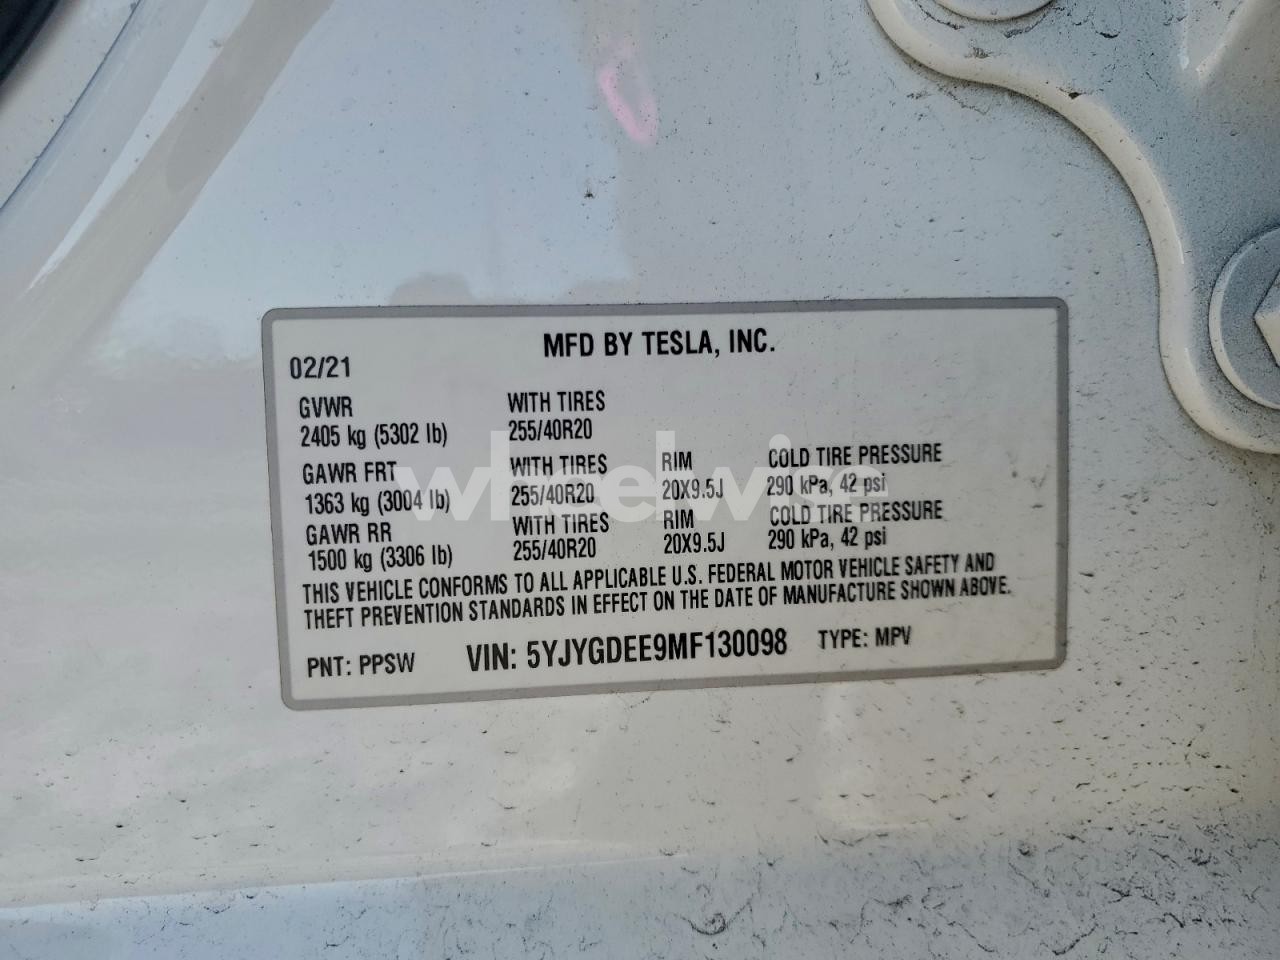 MFD BY TESLA, INC.
02/21
GVWR WITH TIRES
2405 kg (5302 lb) 255/40R20
GAWR FRT WITH TIRES RIM COLD TIRE PRESSURE
1363 kg (3004 lb) 255/40R20 20X9.5J 290 kPa, 42 psi
GAWR RR WITH TIRES RIM COLD TIRE PRESSURE
1500 kg (3306 lb) 255/40R20 20X9.5J 290 kPa, 42 psi
THIS VEHICLE CONFORMS TO ALL APPLICABLE U.S. FEDERAL MOTOR VEHICLE SAFETY AND
THEFT PREVENTION STANDARDS IN EFFECT ON THE DATE OF MANUFACTURE SHOWN ABOVE.
PNT: PPSW VIN: 5YJYGDEE9MF130098 TYPE: MPV
wheelwise